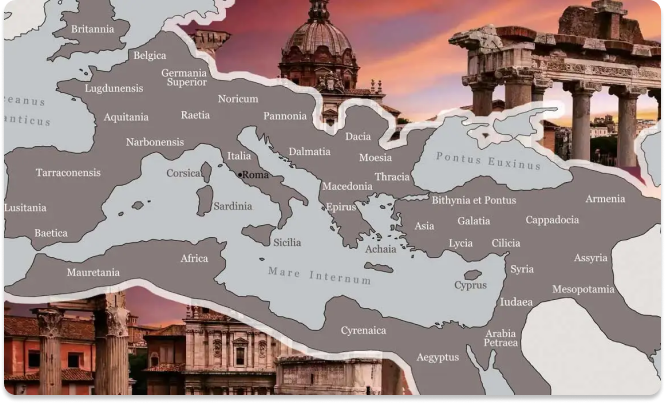 Britannia
Belgica
Germania
Superior
Lugdunensis
Noricum
eanus
anticus
Aquitania
Raetia
Pannonia
Dacia
Narbonensis
Italia
Dalmatia
Moesia
Pontus Euxinus
Tarraconensis
Corsica
Roma
Thracia
Macedonia
Lusitania
Sardinia
Epirus
Bithynia et Pontus
Armenia
Baetica
Sicilia
Achaia
Asia
Galatia
Cappadocia
Lycia
Cilicia
Mauretania
Africa
Mare Internum
Cyprus
Syria
Assyria
Mesopotamia
Iudaea
Cyrenaica
Arabia
Petraea
Aegyptus